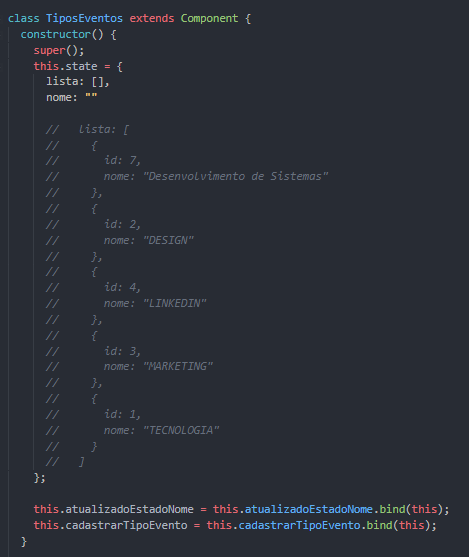 class TiposEventos extends Component {
  constructor() {
    super();
    this.state = {
      lista: [],
      nome: ""

      //   lista: [
      //     {
      //       id: 7,
      //       nome: "Desenvolvimento de Sistemas"
      //     },
      //     {
      //       id: 2,
      //       nome: "DESIGN"
      //     },
      //     {
      //       id: 4,
      //       nome: "LINKEDIN"
      //     },
      //     {
      //       id: 3,
      //       nome: "MARKETING"
      //     },
      //     {
      //       id: 1,
      //       nome: "TECNOLOGIA"
      //     }
      //   ]
    };

    this.atualizadoEstadoNome = this.atualizadoEstadoNome.bind(this);
    this.cadastrarTipoEvento = this.cadastrarTipoEvento.bind(this);
  }